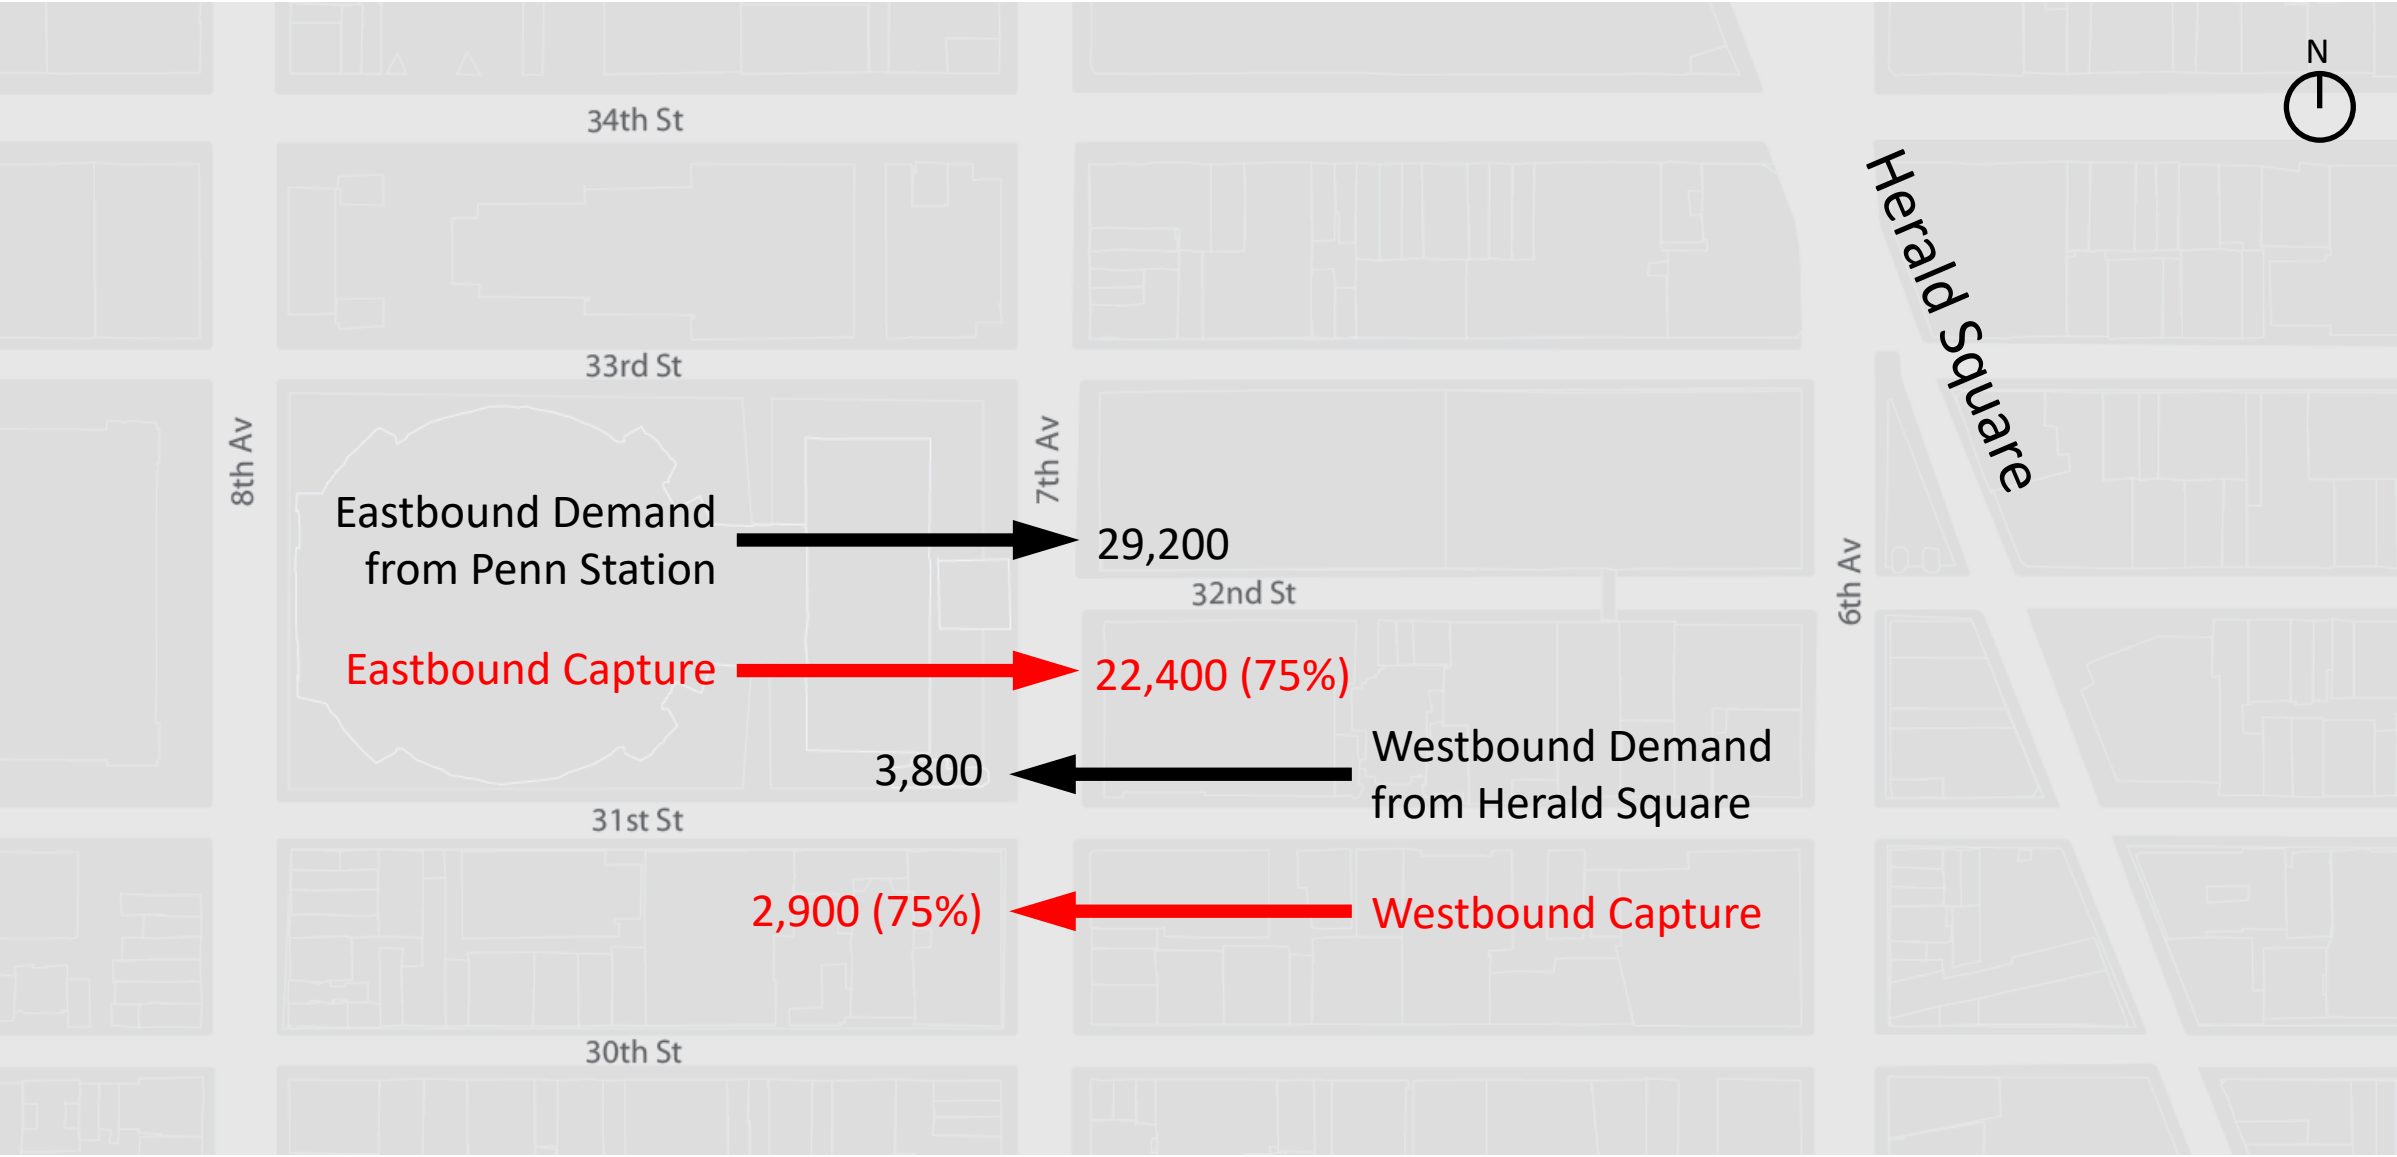 N
34th St
Herald Square
33rd St
8th Av
7th Av
Eastbound Demand
from Penn Station
29,200
32nd St
6th Av
Eastbound Capture
22,400 (75%)
3,800
Westbound Demand
from Herald Square
31st St
2,900 (75%)
Westbound Capture
30th St